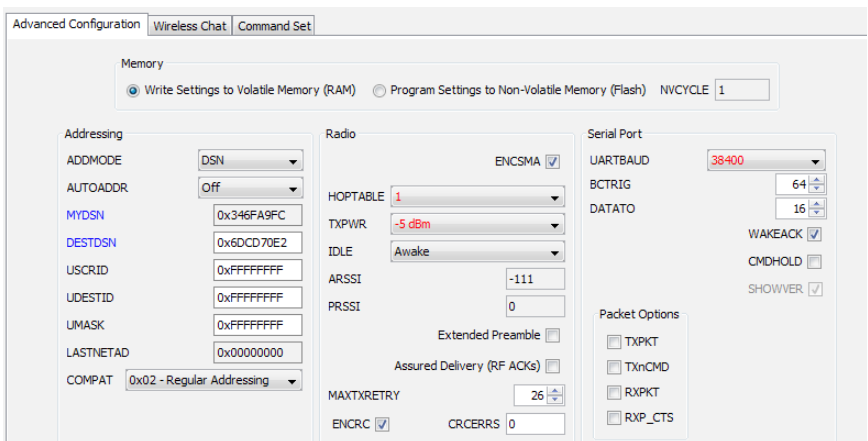 Advanced Configuration Wireless Chat Command Set
Memory
Write Settings to Volatile Memory (RAM) Program Settings to Non-Volatile Memory (Flash) NVCYCLE 1
Addressing
ADDMODE DSN
AUTOADDR Off
MYDSN 0x346FA9FC
DESTDSN 0x6DCD70E2
USCRID 0xFFFFFFFF
UDESTID 0xFFFFFFFF
UMASK 0xFFFFFFFF
LASTNETAD 0x00000000
COMPAT 0x02 - Regular Addressing
Radio
ENCSMA
HOPTABLE 1
TXPWR -5 dBm
IDLE Awake
ARSSI -111
PRSSI 0
Extended Preamble
Assured Delivery (RF ACKs)
MAXTXRETRY 26
ENCRC CRCERRS 0
Serial Port
UARTBAUD 38400
BCTRIG 64
DATATO 16
WAKEACK
CMDHOLD
SHOWVER
Packet Options
TXPKT
TXnCMD
RXPKT
RXP_CTS